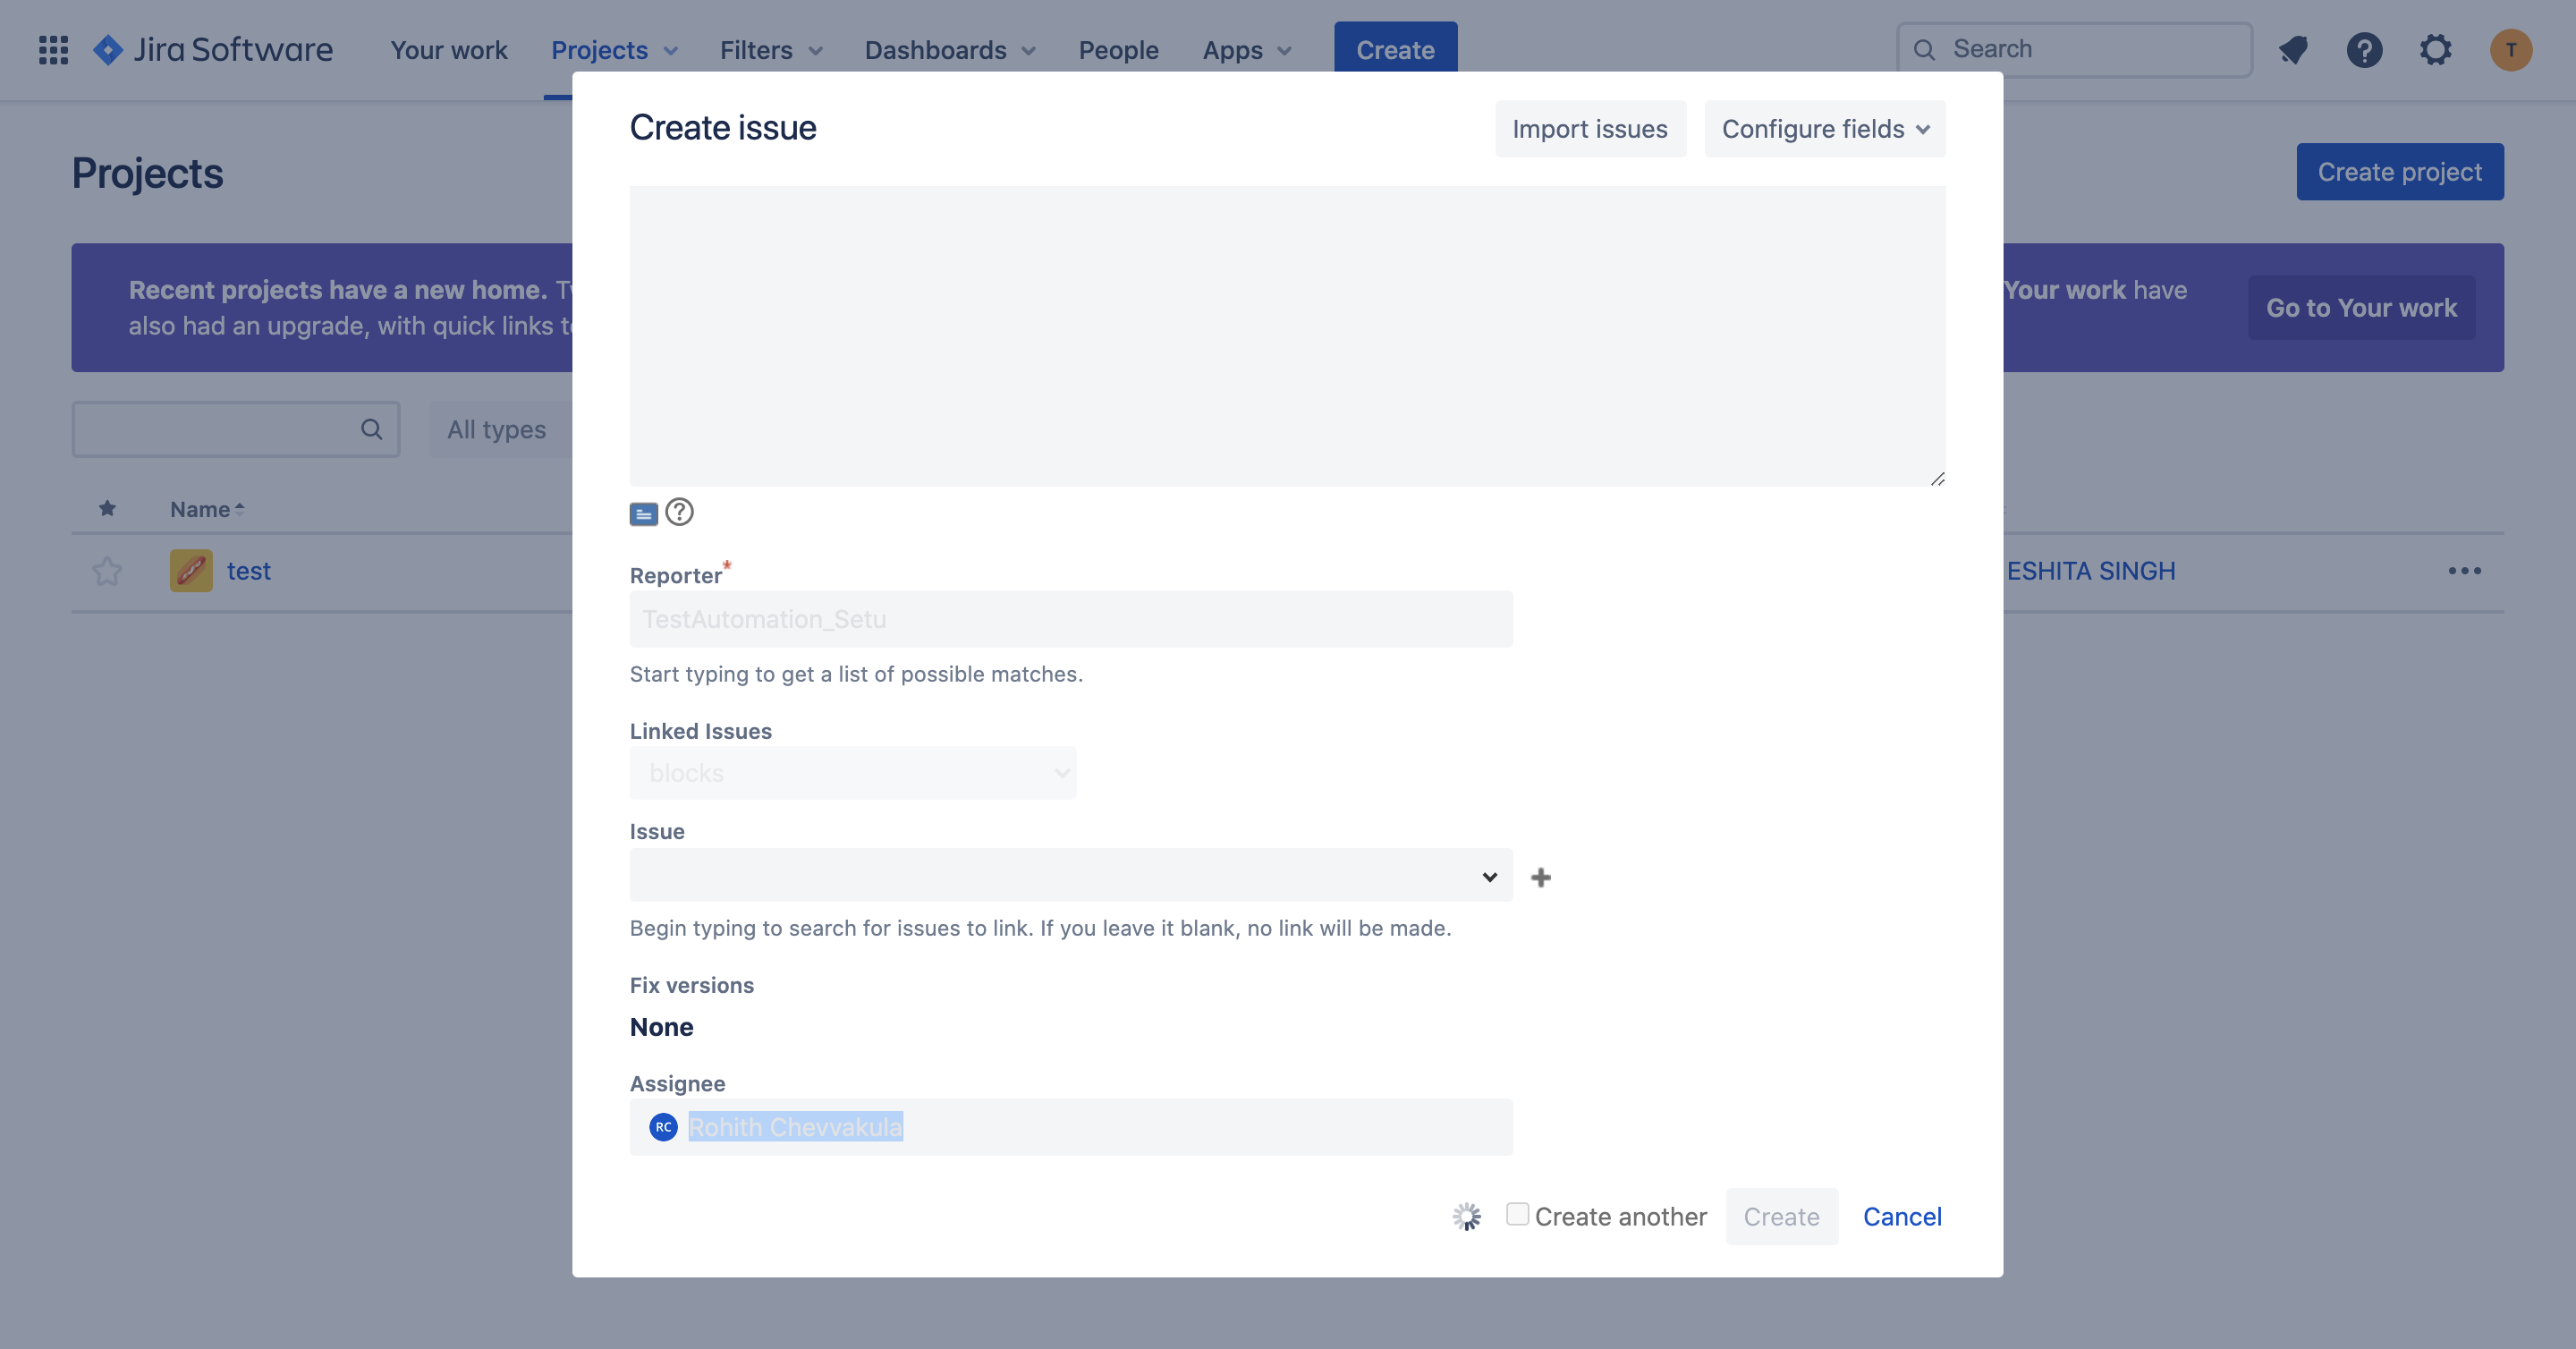 Jira Software
Your work
Projects
Filters
Dashboards
People
Apps
Create
Search
T
Projects
Create project
Recent projects have a new home.
Your work have
also had an upgrade, with quick links
Go to Your work
All types
Name
test
ESHITA SINGH
Create issue
Import issues
Configure fields
Reporter*
TestAutomation_Setu
Start typing to get a list of possible matches.
Linked Issues
blocks
Issue
Begin typing to search for issues to link. If you leave it blank, no link will be made.
Fix versions
None
Assignee
RC Rohith Chevvakula
Create another
Create
Cancel